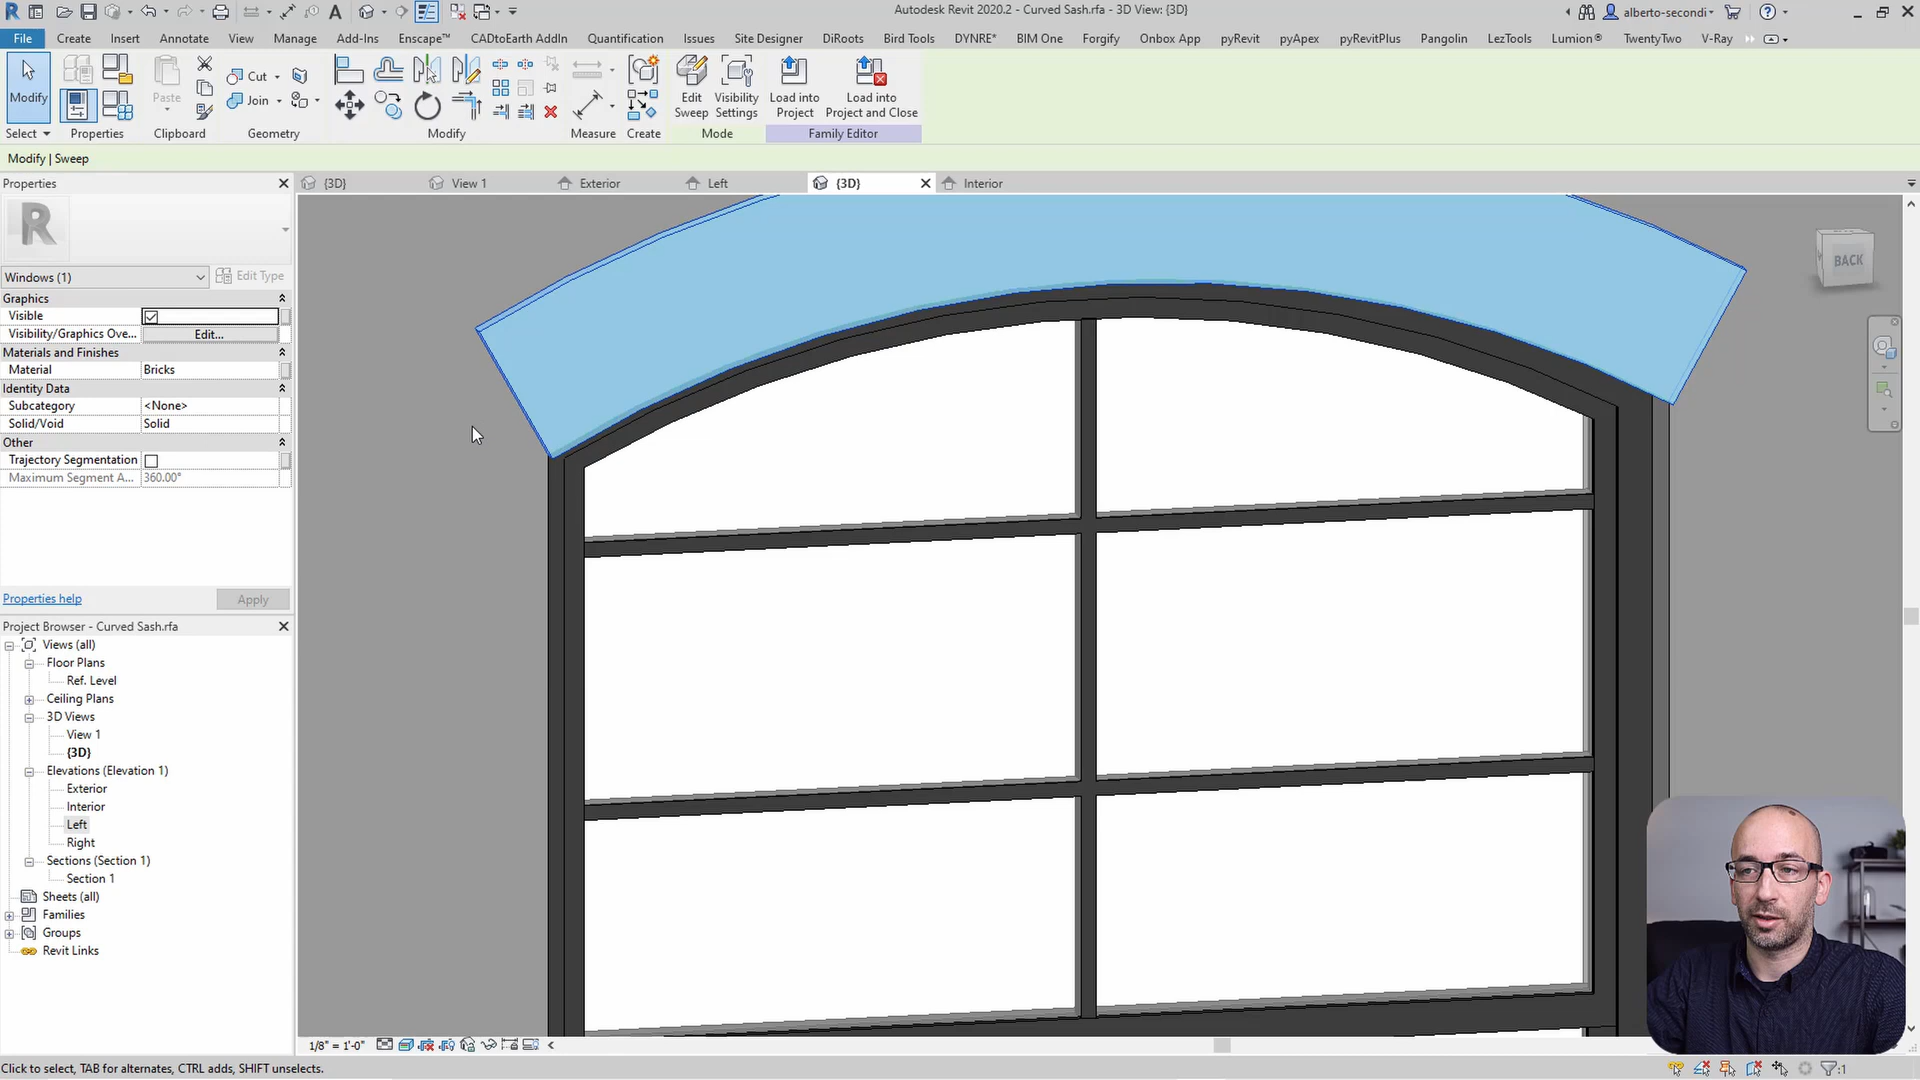 Autodesk Revit 2020.2 - Curved Sash.rfa - 3D View: {3D}
alberto-secondi
File Create Insert Annotate View Manage Add-Ins Enscape™ CADtoEarth AddIn Quantification Issues Site Designer DiRoots Bird Tools DYNRE* BIM One Forgify Onbox App pyRevit pyApex pyRevitPlus Pangolin LezTools Lumion® TwentyTwo V-Ray
Modify
Paste
Cut
Join
Edit Sweep
Visibility Settings
Load into Project
Load into Project and Close
Select Properties Clipboard Geometry Modify Measure Create Mode Family Editor
Modify | Sweep
Properties
{3D} View 1 Exterior Left {3D} Interior
R
BACK
Windows (1) Edit Type
Graphics
Visible
Visibility/Graphics Ove... Edit...
Materials and Finishes
Material Bricks
Identity Data
Subcategory <None>
Solid/Void Solid
Other
Trajectory Segmentation
Maximum Segment A... 360.00°
Properties help Apply
Project Browser - Curved Sash.rfa
Views (all)
Floor Plans
Ref. Level
Ceiling Plans
3D Views
View 1
{3D}
Elevations (Elevation 1)
Exterior
Interior
Left
Right
Sections (Section 1)
Section 1
Sheets (all)
Families
Groups
Revit Links
1/8" = 1'-0"
Click to select, TAB for alternates, CTRL adds, SHIFT unselects.
:1